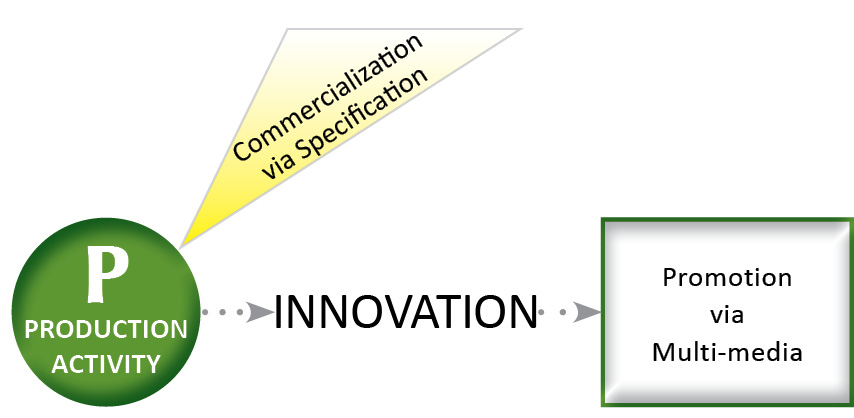 Commercialization
via Specification
P
PRODUCTION
ACTIVITY
INNOVATION
Promotion
via
Multi-media